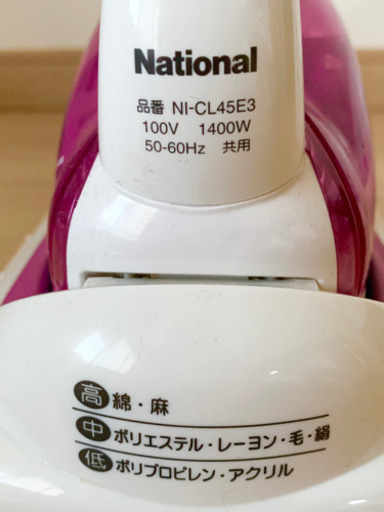 National
品番 NI-CL45E3
100V 1400W
50-60Hz 共用
高 綿・麻
中 ポリエステル・レーヨン・毛・絹
低 ポリプロピレン・アクリル